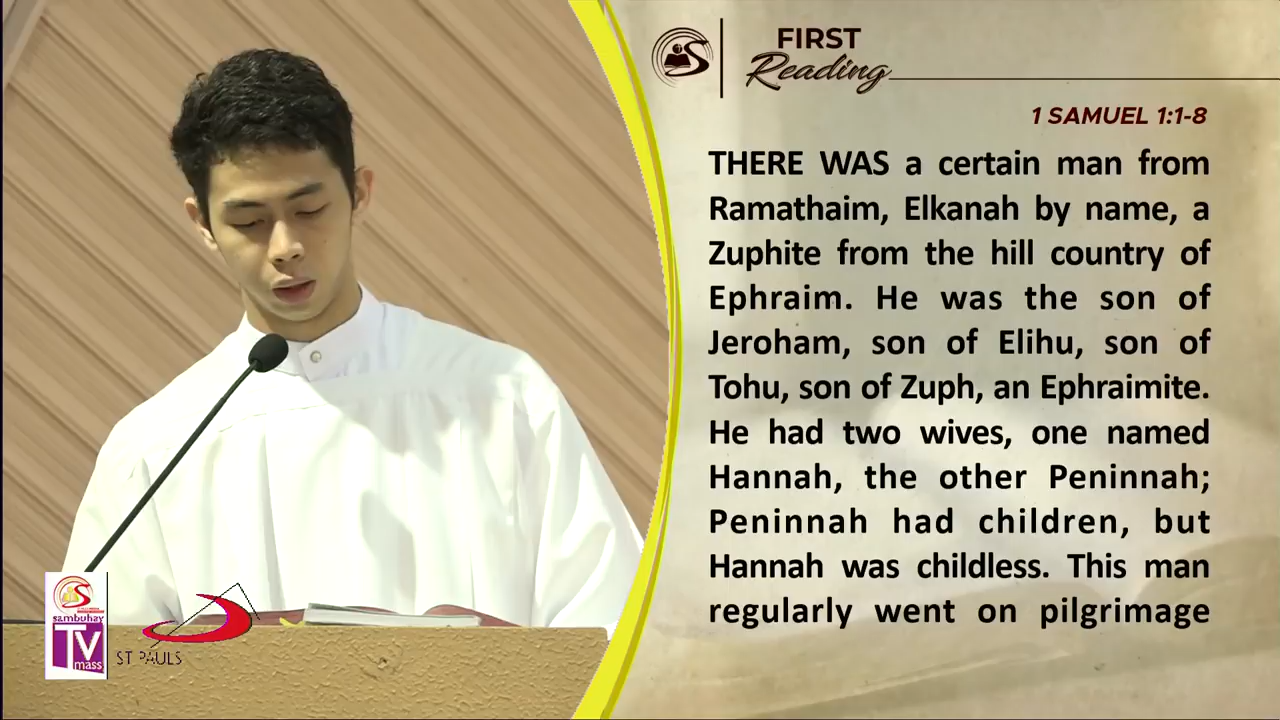 FIRST
Reading
1 SAMUEL 1:1-8
THERE WAS a certain man from
Ramathaim, Elkanah by name, a
Zuphite from the hill country of
Ephraim. He was the son of
Jeroham, son of Elihu, son of
Tohu, son of Zuph, an Ephraimite.
He had two wives, one named
Hannah, the other Peninnah;
Peninnah had children, but
Hannah was childless. This man
regularly went on pilgrimage
sambuhay
TV
mass
ST PAULS